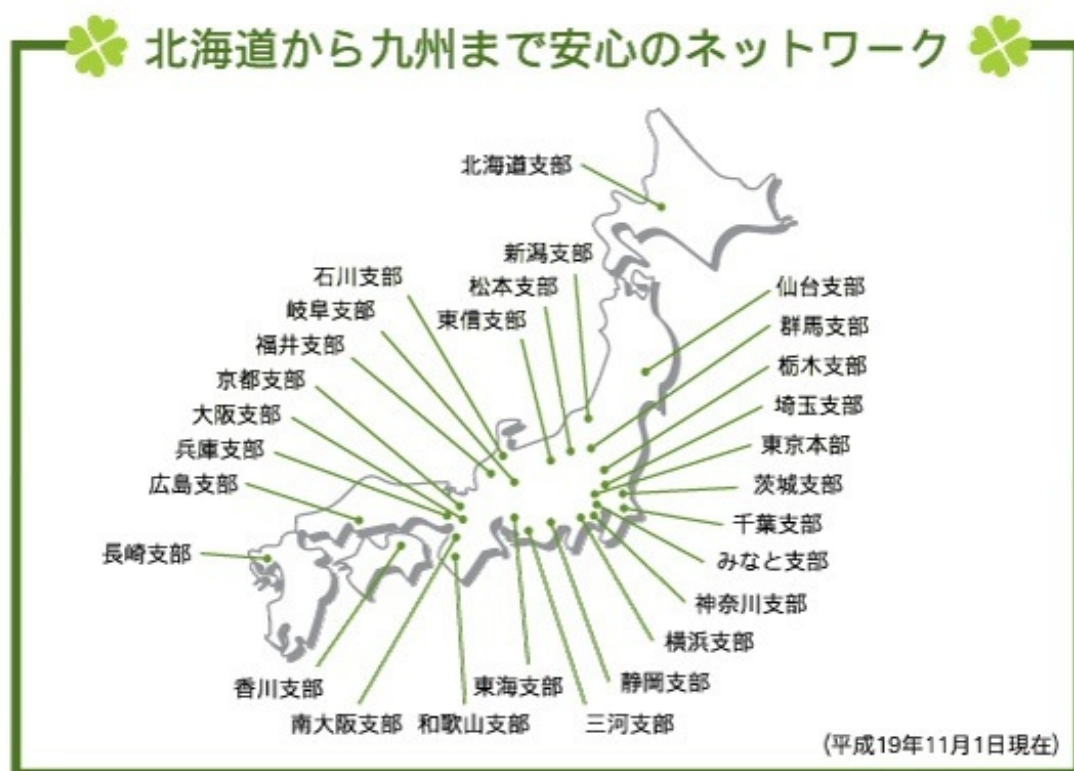 北海道から九州まで安心のネットワーク
北海道支部
新潟支部
石川支部
松本支部
仙台支部
岐阜支部
東信支部
群馬支部
福井支部
栃木支部
京都支部
大阪支部
埼玉支部
兵庫支部
東京本部
広島支部
茨城支部
千葉支部
長崎支部
みなと支部
神奈川支部
横浜支部
香川支部
東海支部
静岡支部
南大阪支部
和歌山支部
三河支部
(平成19年11月1日現在)